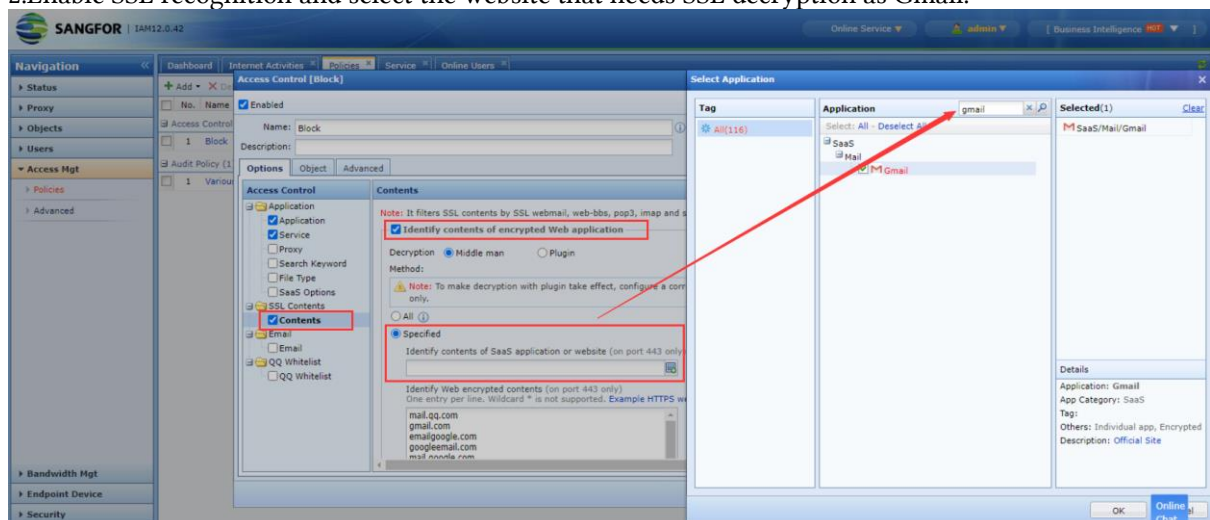 2.Enable SSL recognition and select the website that needs SSL decryption as Gmail.
SANGFOR | IAM12.0.42
Online Service ▼
admin ▼
[ Business Intelligence HOT ▼ ]
Navigation «
Status
Proxy
Objects
Users
Access Mgt
Policies
Advanced
Bandwidth Mgt
Endpoint Device
Security
Dashboard
Internet Activities
Policies
Service
Online Users
Add
No. Name
Access Control
1 Block
Audit Policy (1
1 Variou
Access Control [Block]
Enabled
Name: Block
Description:
Options Object Advanced
Access Control
Application
Application
Service
Proxy
Search Keyword
File Type
SaaS Options
SSL Contents
Contents
Email
Email
QQ Whitelist
QQ Whitelist
Contents
Note: It filters SSL contents by SSL webmail, web-bbs, pop3, imap and s
Identify contents of encrypted Web application
Decryption Middle man Plugin
Method:
Note: To make decryption with plugin take effect, configure a corr
only.
All
Specified
Identify contents of SaaS application or website (on port 443 only
Identify Web encrypted contents (on port 443 only)
One entry per line. Wildcard * is not supported. Example HTTPS we
mail.qq.com
gmail.com
emailgoogle.com
googleemail.com
mail.google.com
Select Application
Tag
All(116)
Application
gmail
Select: All - Deselect Al
SaaS
Mail
Gmail
Selected(1) Clear
SaaS/Mail/Gmail
Details
Application: Gmail
App Category: SaaS
Tag:
Others: Individual app, Encrypted
Description: Official Site
OK
Online
Chat